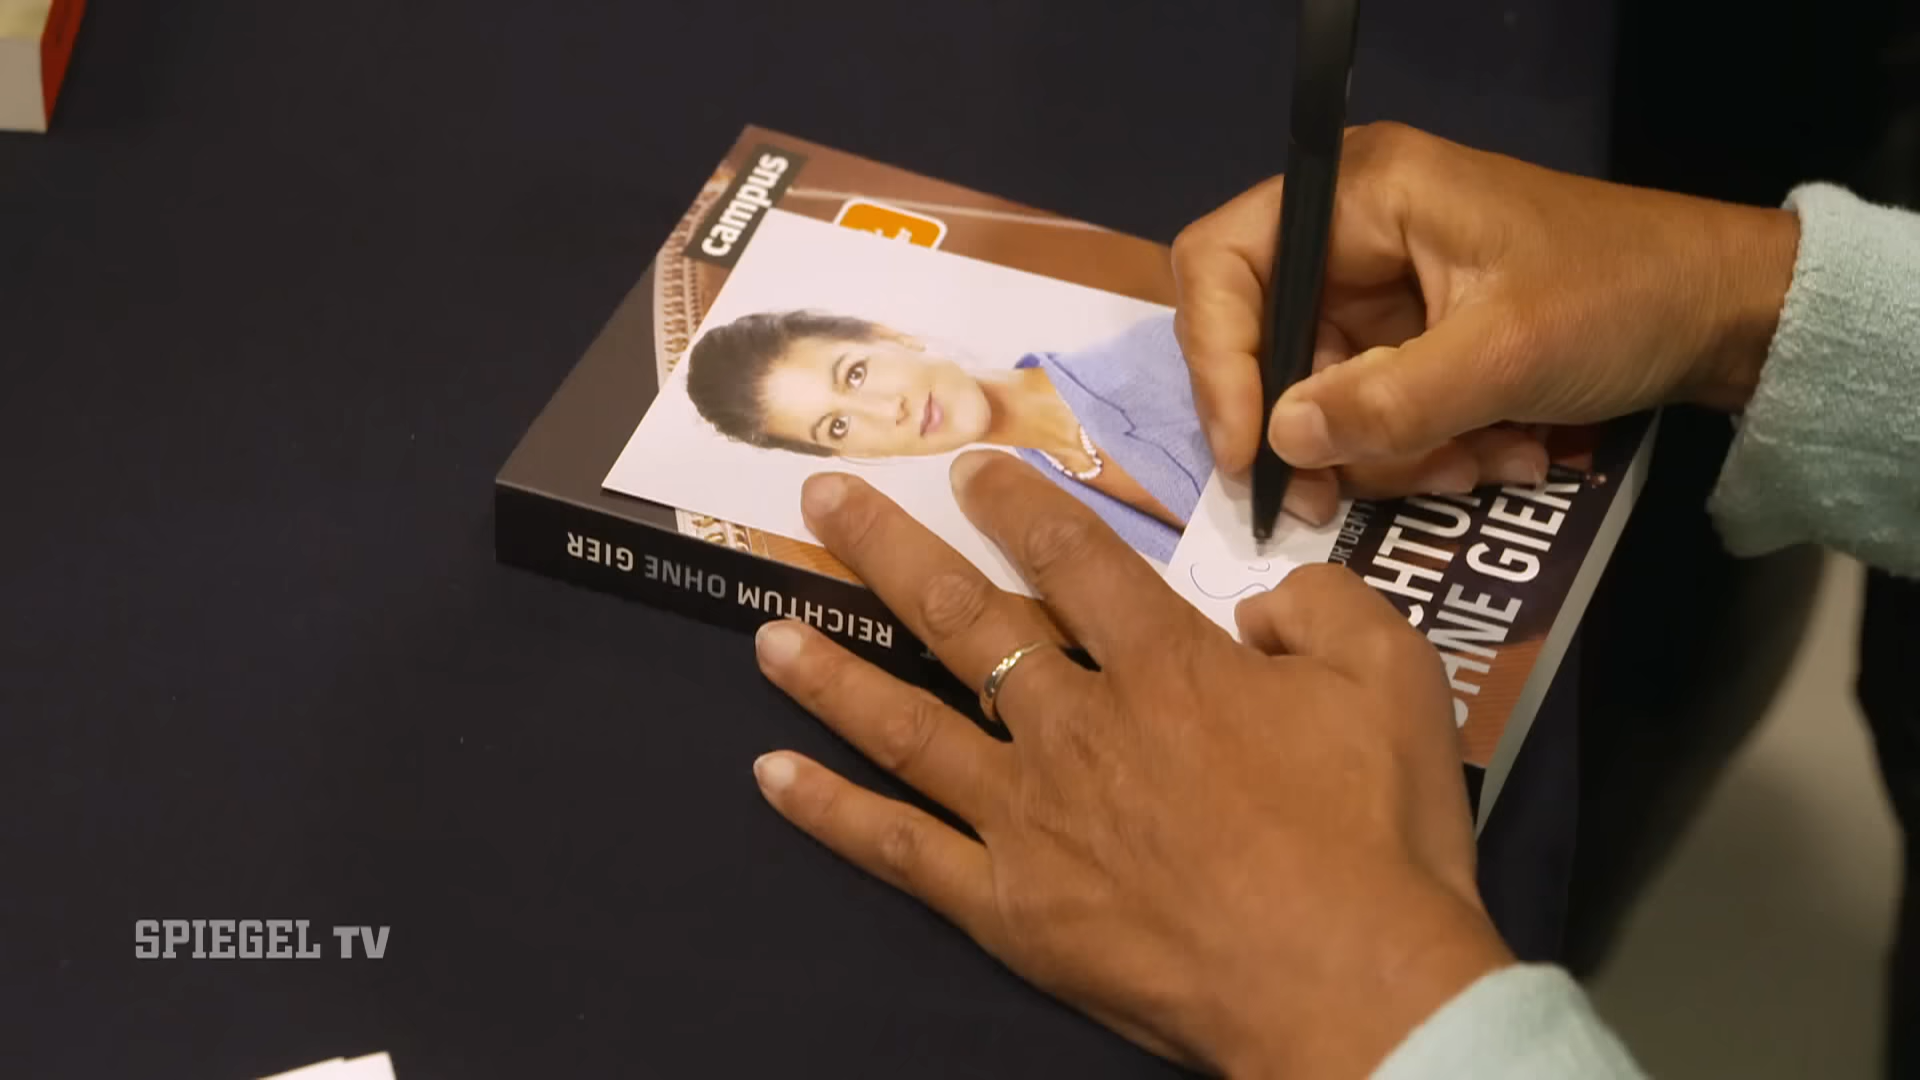 campus
REICHTUM OHNE GIER
CHTUM
OHNE GIER
S
SPIEGEL TV